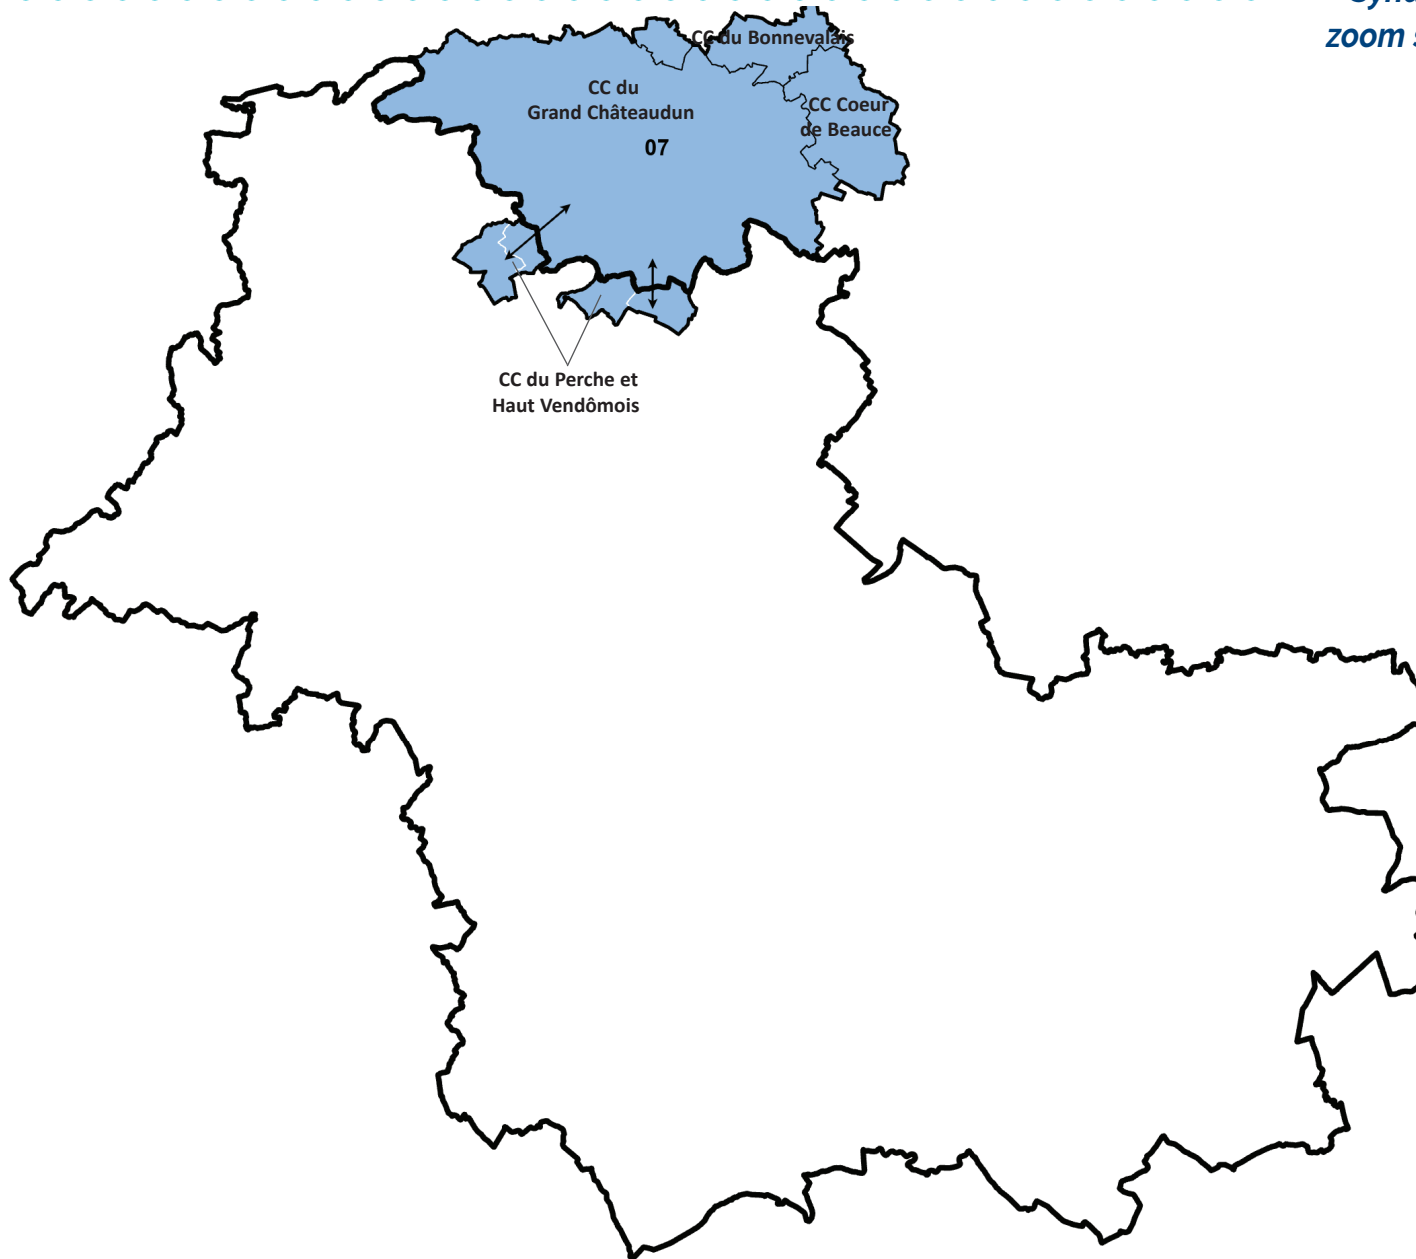 zoom
CC du Bonnevalais
CC du
Grand Châteaudun
07
CC Coeur
de Beauce
CC du Perche et
Haut Vendômois